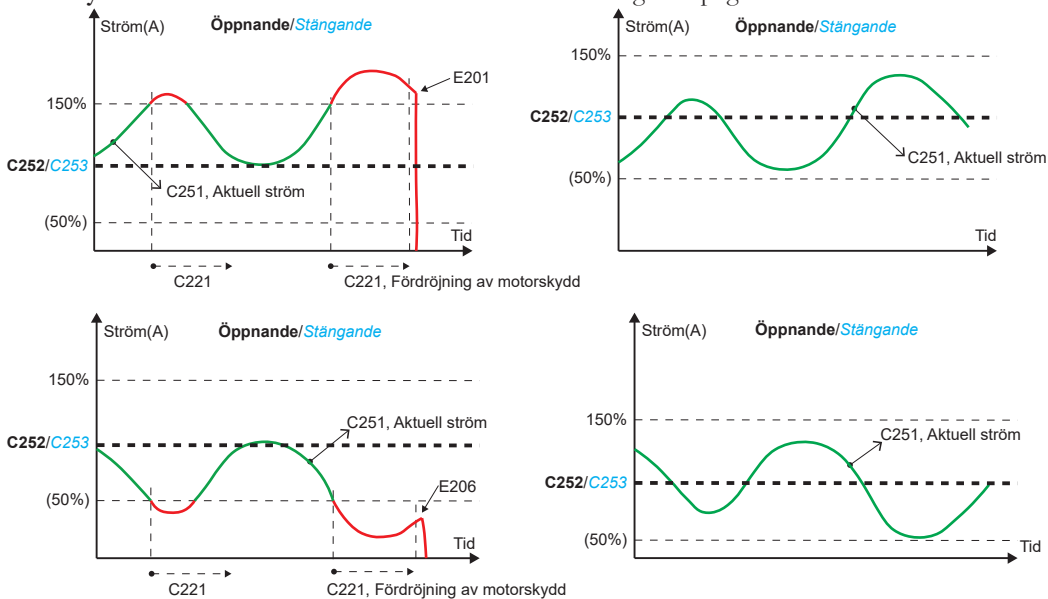 Ström(A) Öppnande/Stängande
E201
150%
C252/C253
C251, Aktuell ström
(50%)
Tid
C221
C221, Fördröjning av motorskydd
Ström(A) Öppnande/Stängande
150%
C252/C253
C251, Aktuell ström
(50%)
Tid
Ström(A) Öppnande/Stängande
150%
C251, Aktuell ström
C252/C253
E206
(50%)
Tid
C221
C221, Fördröjning av motorskydd
Ström(A) Öppnande/Stängande
150%
C251, Aktuell ström
C252/C253
(50%)
Tid